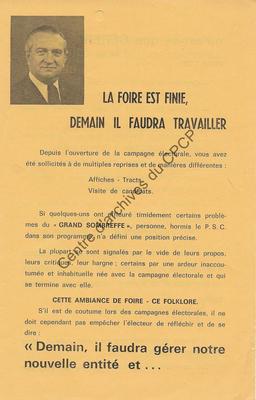 LA FOIRE EST FINIE,
DEMAIN IL FAUDRA TRAVAILLER
Depuis l'ouverture de la campagne électorale, vous avez
été sollicités à de multiples reprises et de manières différentes :
Affiches - Tracts
Visite de candidats.
Si quelques-uns ont effleuré timidement certains problè-
mes du « GRAND SOMBREFFE », personne, hormis le P.S.C.
dans son programme n'a défini une position précise.
La plupart se sont signalés par le vide de leurs propos,
leurs critiques, leur hargne ; certains par une ardeur inaccou-
tumée et inhabituelle née avec la campagne électorale et qui
se termine avec elle.
CETTE AMBIANCE DE FOIRE - CE FOLKLORE.
S'il est de coutume lors des campagnes électorales, il ne
doit cependant pas empêcher l'électeur de réfléchir et de se
dire :
« Demain, il faudra gérer notre
nouvelle entité et ...
Centre d'archives du CPCP